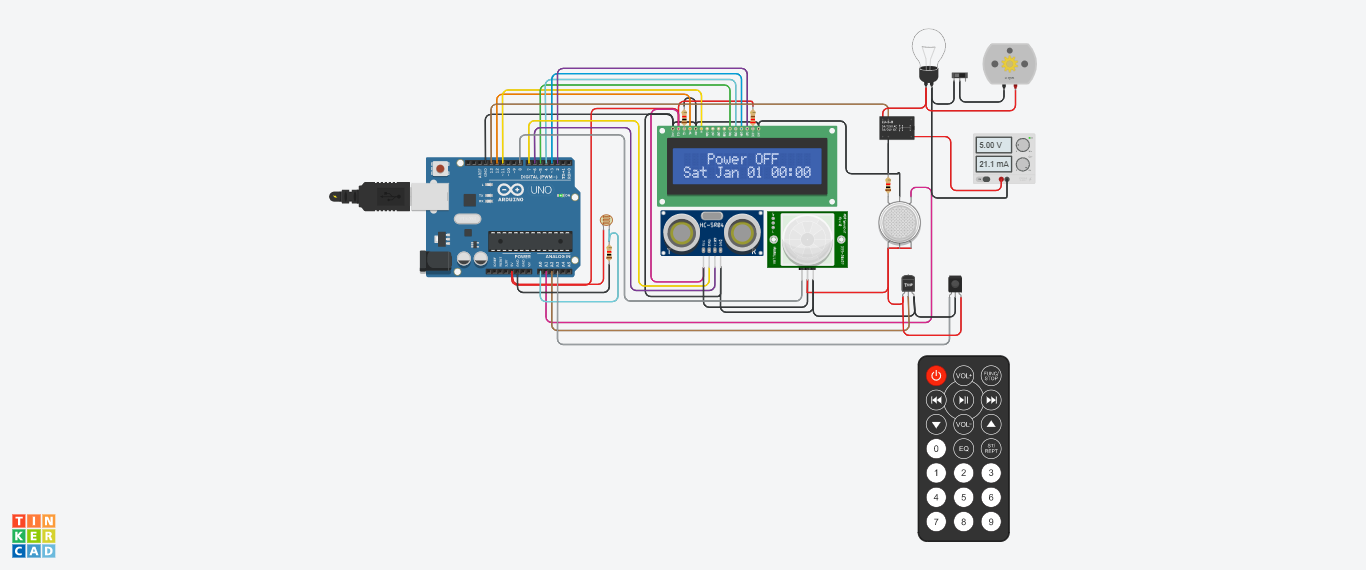 Power OFF
Sat Jan 01 00:00
5.00 V
21.1 mA
DIGITAL (PWM~)
UNO
ARDUINO
POWER
ANALOG IN
HC-SR04
TMP
VOL+
FUNC/
STOP
VOL-
0
EQ
ST/
REPT
1
2
3
4
5
6
7
8
9
TIN
KER
CAD